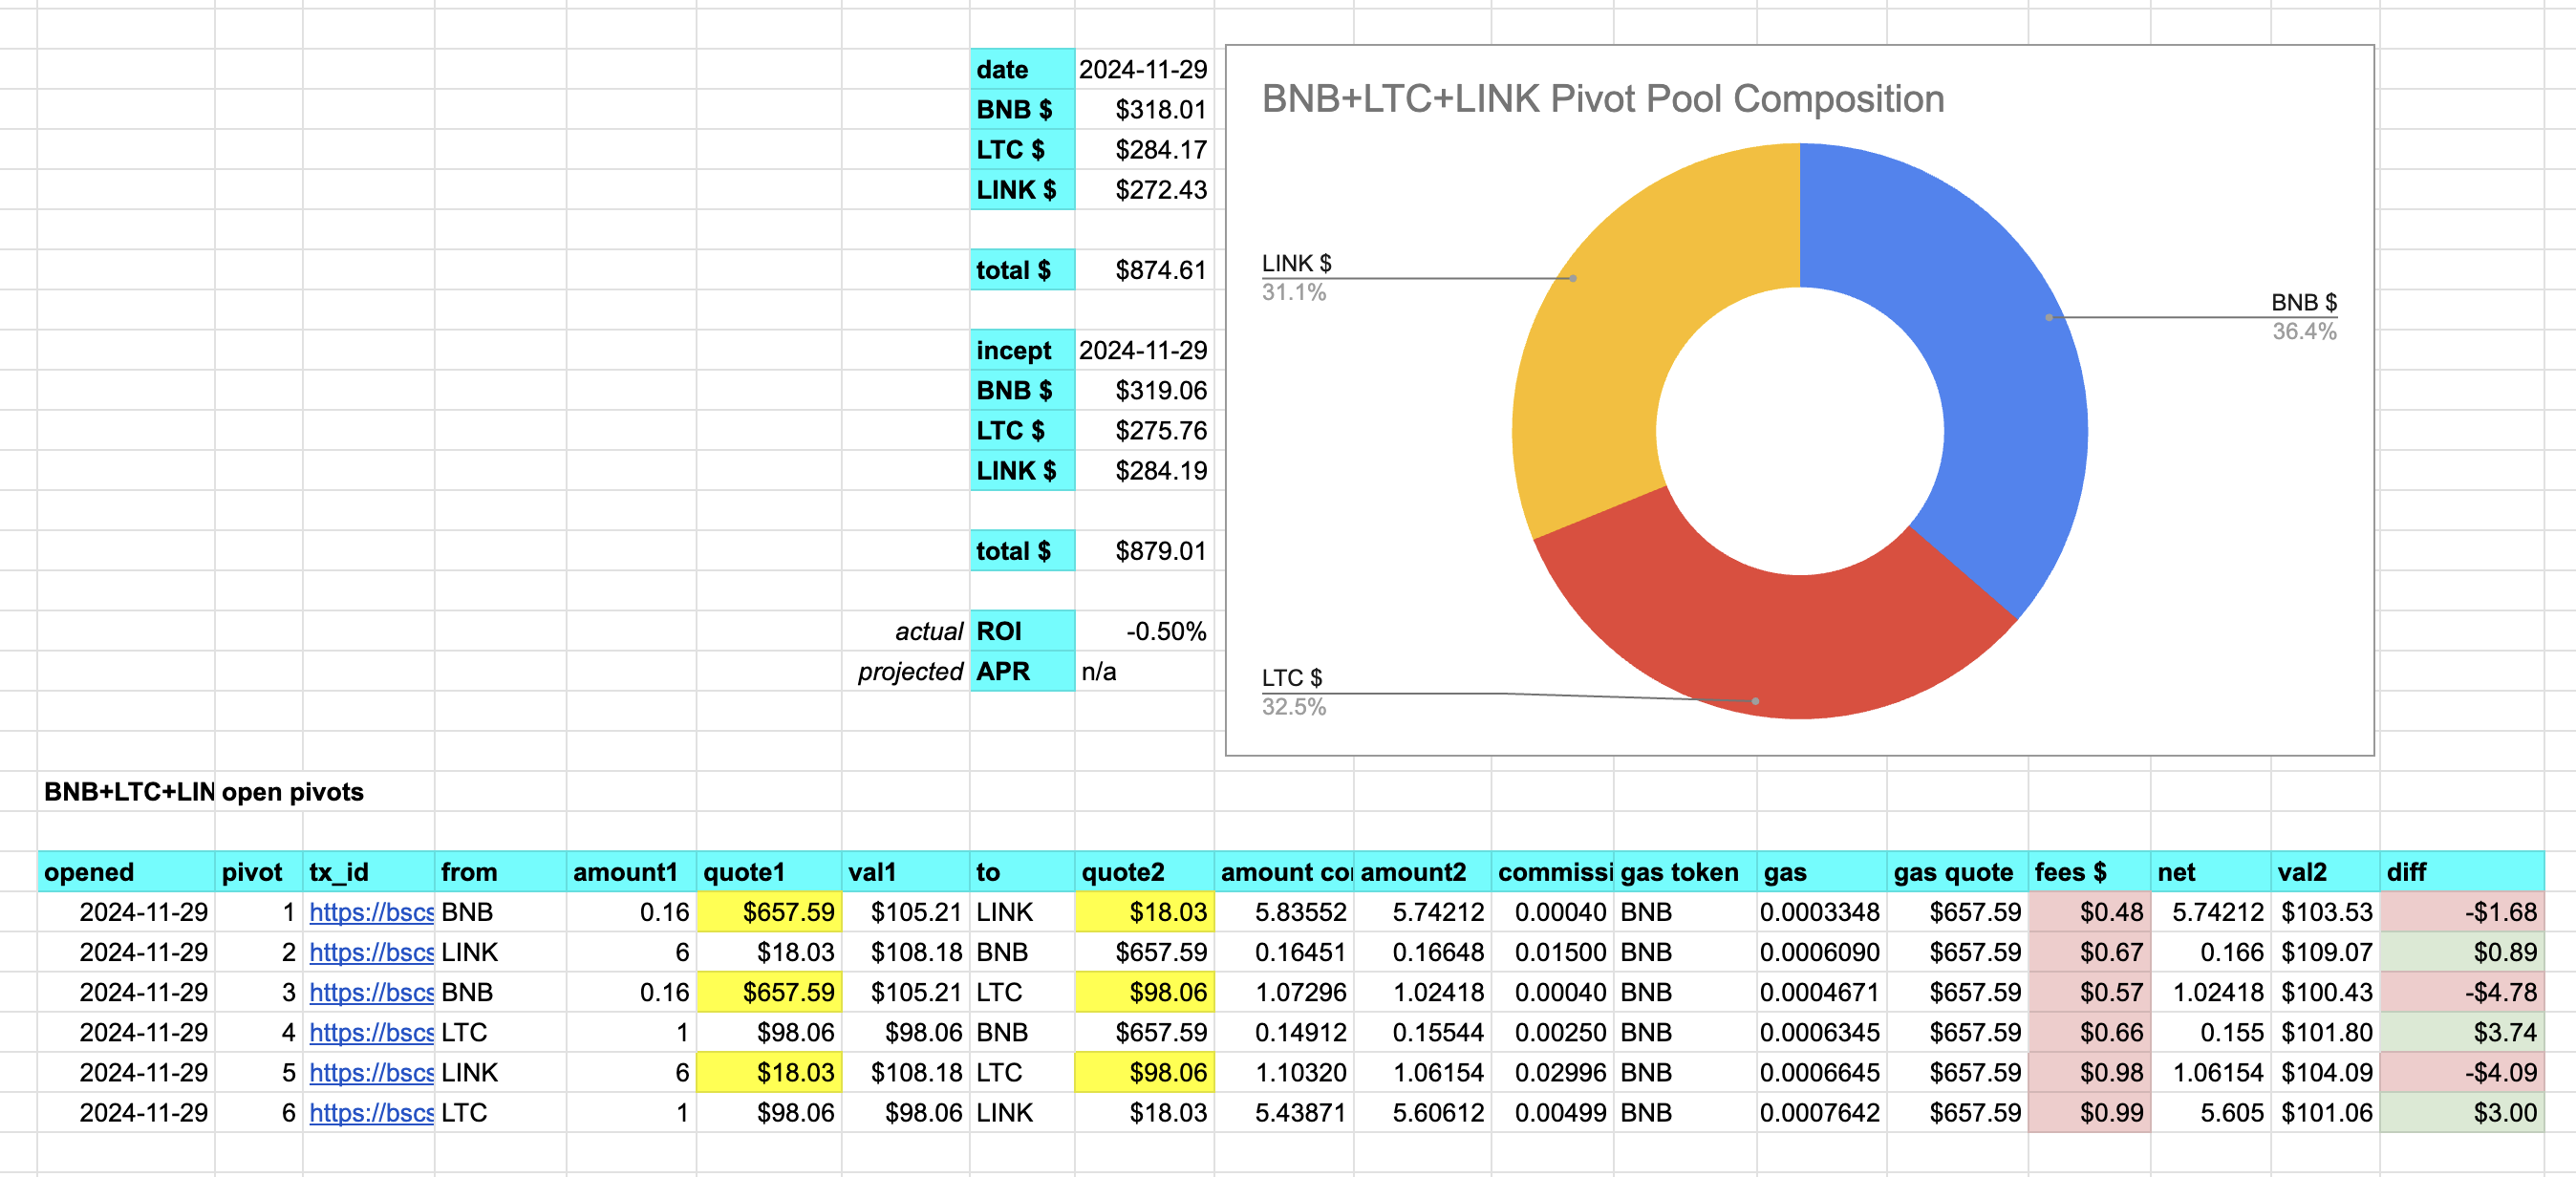 date 2024-11-29
BNB $ $318.01
LTC $ $284.17
LINK $ $272.43
total $ $874.61
incept 2024-11-29
BNB $ $319.06
LTC $ $275.76
LINK $ $284.19
total $ $879.01
actual ROI -0.50%
projected APR n/a
BNB+LTC+LINK Pivot Pool Composition
LINK $
31.1%
BNB $
36.4%
LTC $
32.5%
BNB+LTC+LIN open pivots
opened pivot tx_id from amount1 quote1 val1 to quote2 amount co amount2 commissi gas token gas gas quote fees $ net val2 diff
2024-11-29 1 https://bscs BNB 0.16 $657.59 $105.21 LINK $18.03 5.83552 5.74212 0.00040 BNB 0.0003348 $657.59 $0.48 5.74212 $103.53 -$1.68
2024-11-29 2 https://bscs LINK 6 $18.03 $108.18 BNB $657.59 0.16451 0.16648 0.01500 BNB 0.0006090 $657.59 $0.67 0.166 $109.07 $0.89
2024-11-29 3 https://bscs BNB 0.16 $657.59 $105.21 LTC $98.06 1.07296 1.02418 0.00040 BNB 0.0004671 $657.59 $0.57 1.02418 $100.43 -$4.78
2024-11-29 4 https://bscs LTC 1 $98.06 $98.06 BNB $657.59 0.14912 0.15544 0.00250 BNB 0.0006345 $657.59 $0.66 0.155 $101.80 $3.74
2024-11-29 5 https://bscs LINK 6 $18.03 $108.18 LTC $98.06 1.10320 1.06154 0.02996 BNB 0.0006645 $657.59 $0.98 1.06154 $104.09 -$4.09
2024-11-29 6 https://bscs LTC 1 $98.06 $98.06 LINK $18.03 5.43871 5.60612 0.00499 BNB 0.0007642 $657.59 $0.99 5.605 $101.06 $3.00